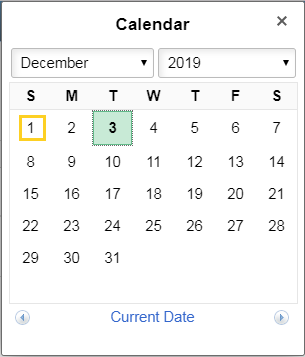 Calendar ×
December 2019
S M T W T F S
1 2 3 4 5 6 7
8 9 10 11 12 13 14
15 16 17 18 19 20 21
22 23 24 25 26 27 28
29 30 31
Current Date